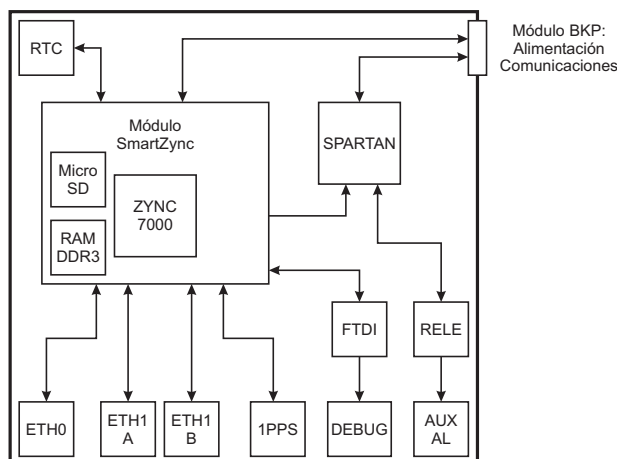 RTC
Módulo BKP:
Alimentación
Comunicaciones
Módulo
SmartZync
SPARTAN
Micro
SD
ZYNC
7000
RAM
DDR3
FTDI
RELE
ETH0
ETH1
A
ETH1
B
1PPS
DEBUG
AUX
AL